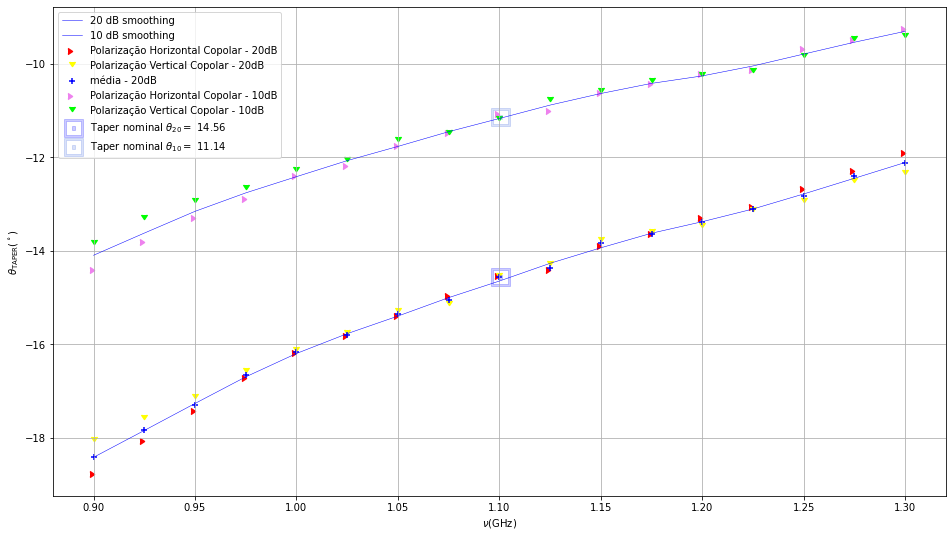 20 dB smoothing
10 dB smoothing
Polarização Horizontal Copolar - 20dB
Polarização Vertical Copolar - 20dB
média - 20dB
Polarização Horizontal Copolar - 10dB
Polarização Vertical Copolar - 10dB
Taper nominal θ₂₀ = 14.56
Taper nominal θ₁₀ = 11.14
−10
−12
−14
−16
−18
θTAPER(°)
0.90 0.95 1.00 1.05 1.10 1.15 1.20 1.25 1.30
ν(GHz)